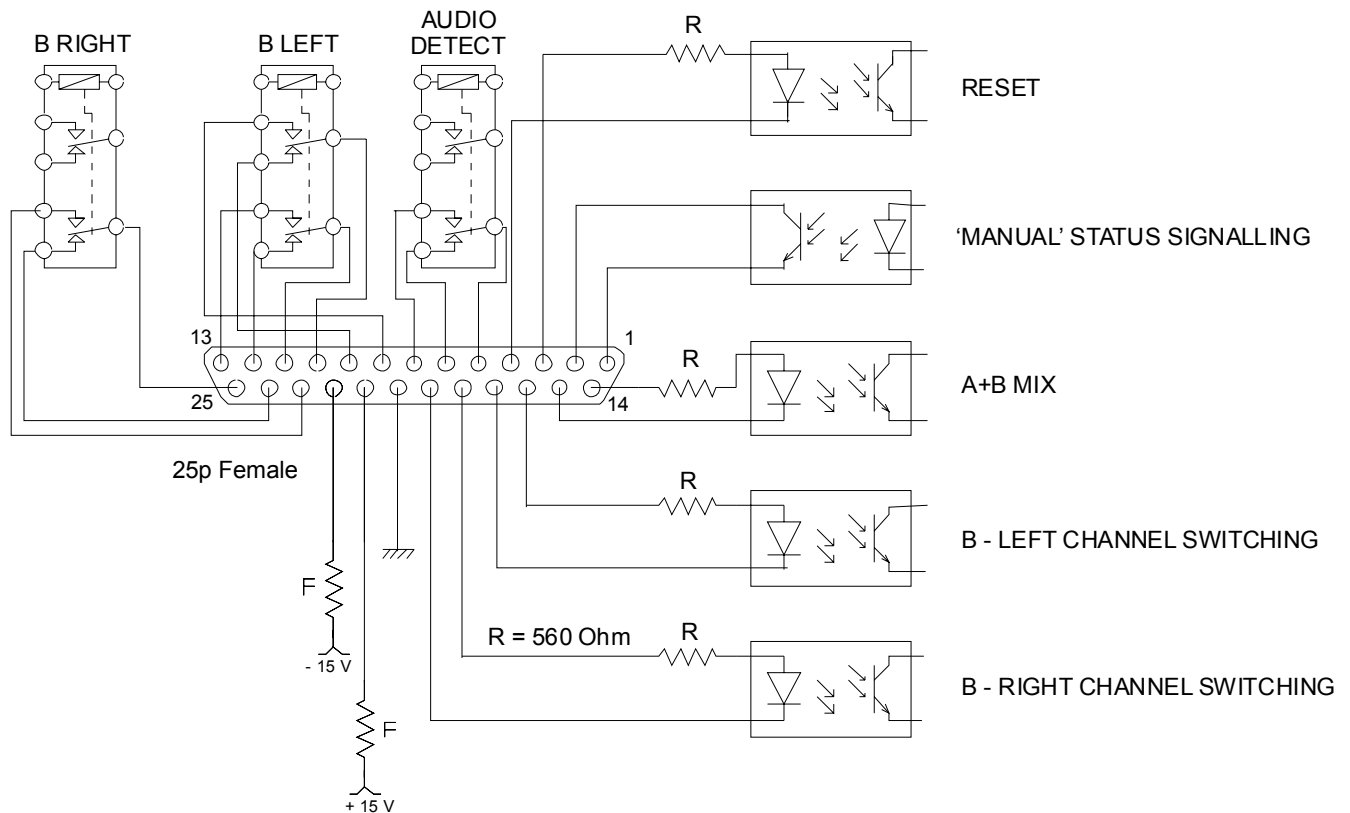 B RIGHT
B LEFT
AUDIO
DETECT
R
RESET
'MANUAL' STATUS SIGNALLING
13
1
R
A+B MIX
25
14
25p Female
R
B - LEFT CHANNEL SWITCHING
F
R = 560 Ohm
R
- 15 V
B - RIGHT CHANNEL SWITCHING
F
+ 15 V